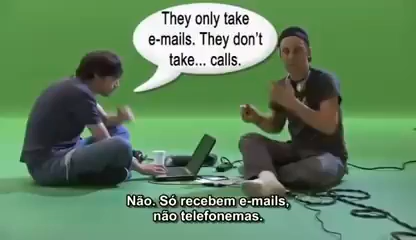 They only take
e-mails. They don't
take... calls.
Não. Só recebem e-mails,
não telefonemas.